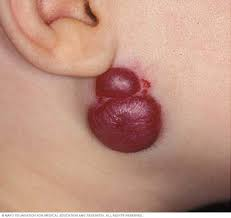 © MAYO FOUNDATION FOR MEDICAL EDUCATION AND RESEARCH. ALL RIGHTS RESERVED.